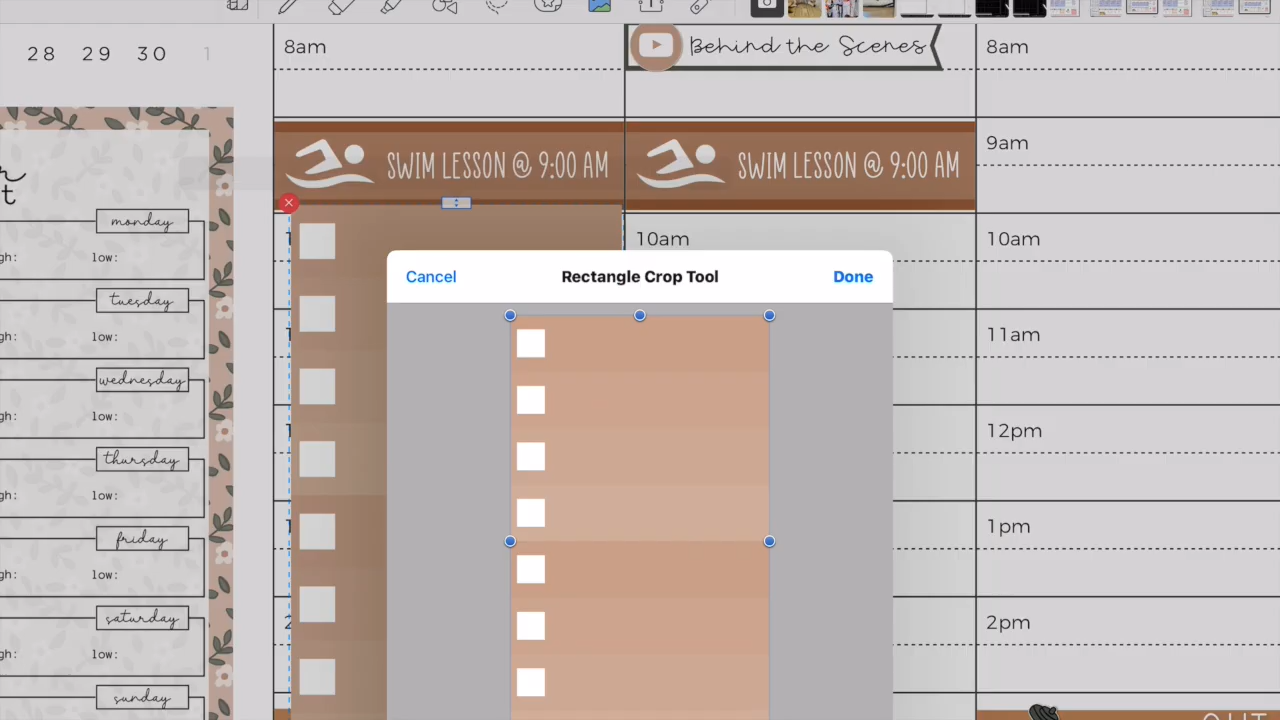 28 29 30 1
8am
Behind the Scenes
8am
SWIM LESSON @ 9:00 AM
SWIM LESSON @ 9:00 AM
9am
monday
low:
10am
10am
Cancel
Rectangle Crop Tool
Done
tuesday
low:
11am
wednesday
low:
12pm
thursday
low:
1pm
friday
low:
saturday
2pm
low:
sunday